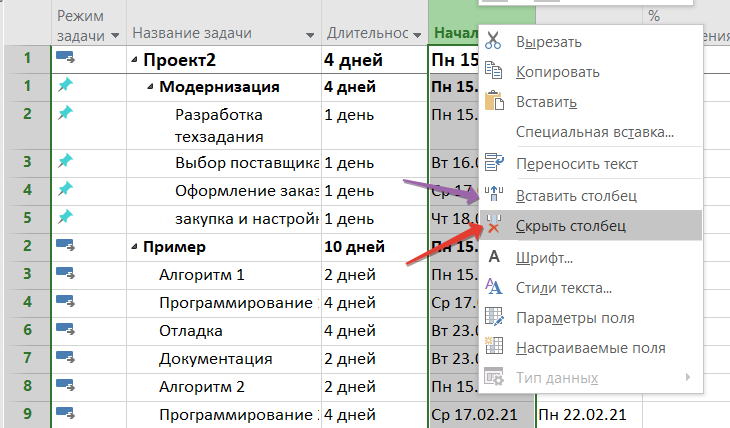 Режим задачи Название задачи Длительнос Начал %
1 Проект2 4 дней Пн 15
1 Модернизация 4 дней Пн 15.
2 Разработка техзадания 1 день Пн 15.
3 Выбор поставщика 1 день Вт 16.0
4 Оформление заказ 1 день Ср 17
5 закупка и настройн 1 день Чт 18.0
2 Пример 10 дней Пн 15
3 Алгоритм 1 2 дней Пн 15.
4 Программирование 4 дней Ср 17.0
6 Отладка 4 дней Вт 23.0
7 Документация 2 дней Вт 23.0
8 Алгоритм 2 2 дней Пн 15.
9 Программирование 4 дней Ср 17.02.21 Пн 22.02.21
Вырезать
Копировать
Вставить
Специальная вставка...
Переносить текст
Вставить столбец
Скрыть столбец
Шрифт...
Стили текста...
Параметры поля
Настраиваемые поля
Тип данных